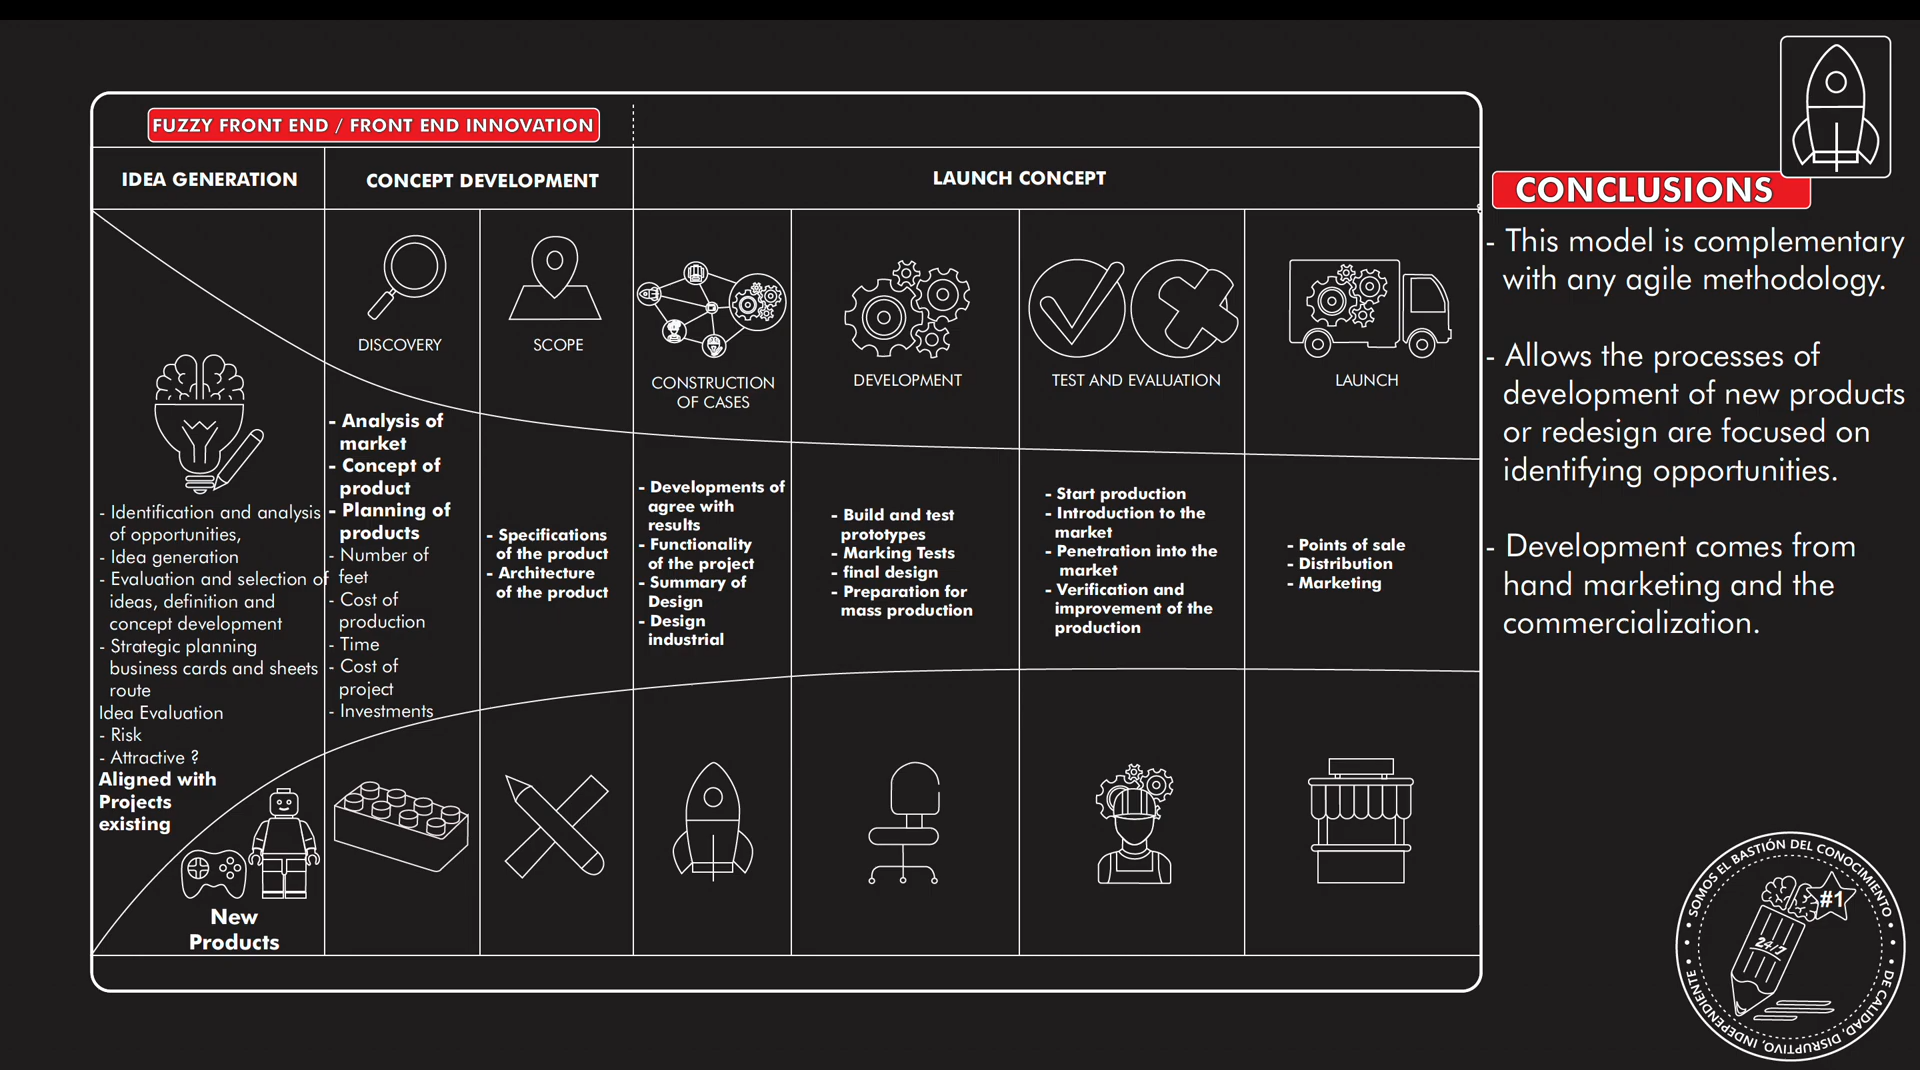 FUZZY FRONT END / FRONT END INNOVATION
IDEA GENERATION
CONCEPT DEVELOPMENT
LAUNCH CONCEPT
DISCOVERY
SCOPE
CONSTRUCTION
OF CASES
DEVELOPMENT
TEST AND EVALUATION
LAUNCH
- Identification and analysis
of opportunities,
- Idea generation
- Evaluation and selection of
ideas, definition and
concept development
- Strategic planning
business cards and sheets
route
Idea Evaluation
- Risk
- Attractive ?
Aligned with
Projects
existing
New
Products
- Analysis of
market
- Concept of
product
- Planning of
products
- Number of
feet
- Cost of
production
- Time
- Cost of
project
- Investments
- Specifications
of the product
- Architecture
of the product
- Developments of
agree with
results
- Functionality
of the project
- Summary of
Design
- Design
industrial
- Build and test
prototypes
- Marking Tests
- final design
- Preparation for
mass production
- Start production
- Introduction to the
market
- Penetration into the
market
- Verification and
improvement of the
production
- Points of sale
- Distribution
- Marketing
CONCLUSIONS
- This model is complementary
with any agile methodology.
- Allows the processes of
development of new products
or redesign are focused on
identifying opportunities.
- Development comes from
hand marketing and the
commercialization.
• SOMOS EL BASTIÓN DEL CONOCIMIENTO •
#1
24/7
• DE CALIDAD, DISRUPTIVO, INDEPENDIENTE •